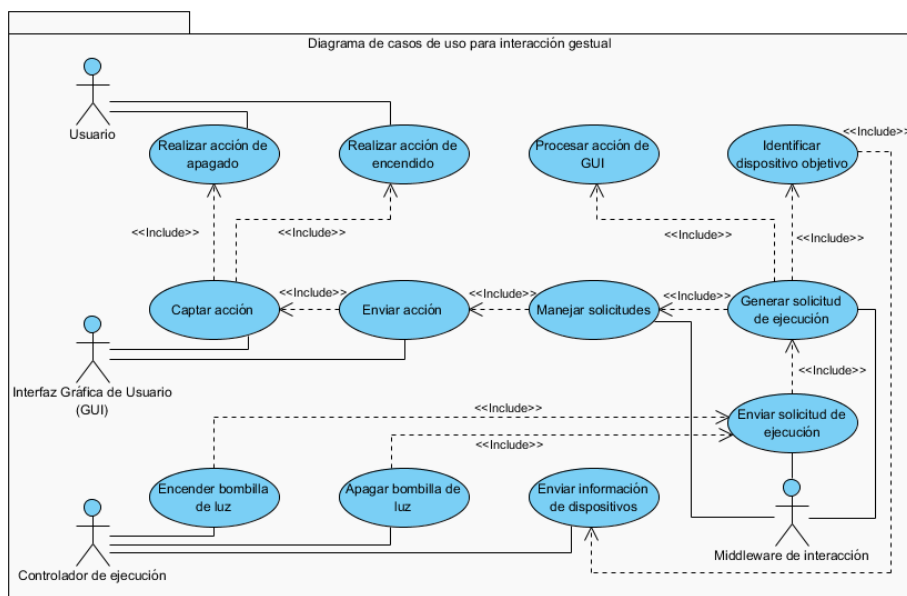 Diagrama de casos de uso para interacción gestual
Usuario
Realizar acción de
apagado
Realizar acción de
encendido
Procesar acción de
GUI
Identificar
dispositivo objetivo
<<Include>>
<<Include>>
<<Include>>
<<Include>>
<<Include>>
Captar acción
<<Include>>
Enviar acción
<<Include>>
Manejar solicitudes
<<Include>>
Generar solicitud
de ejecución
Interfaz Gráfica de Usuario
(GUI)
<<Include>>
<<Include>>
Enviar solicitud de
ejecución
<<Include>>
Encender bombilla
de luz
Apagar bombilla de
luz
Enviar información
de dispositivos
Controlador de ejecución
Middleware de interacción